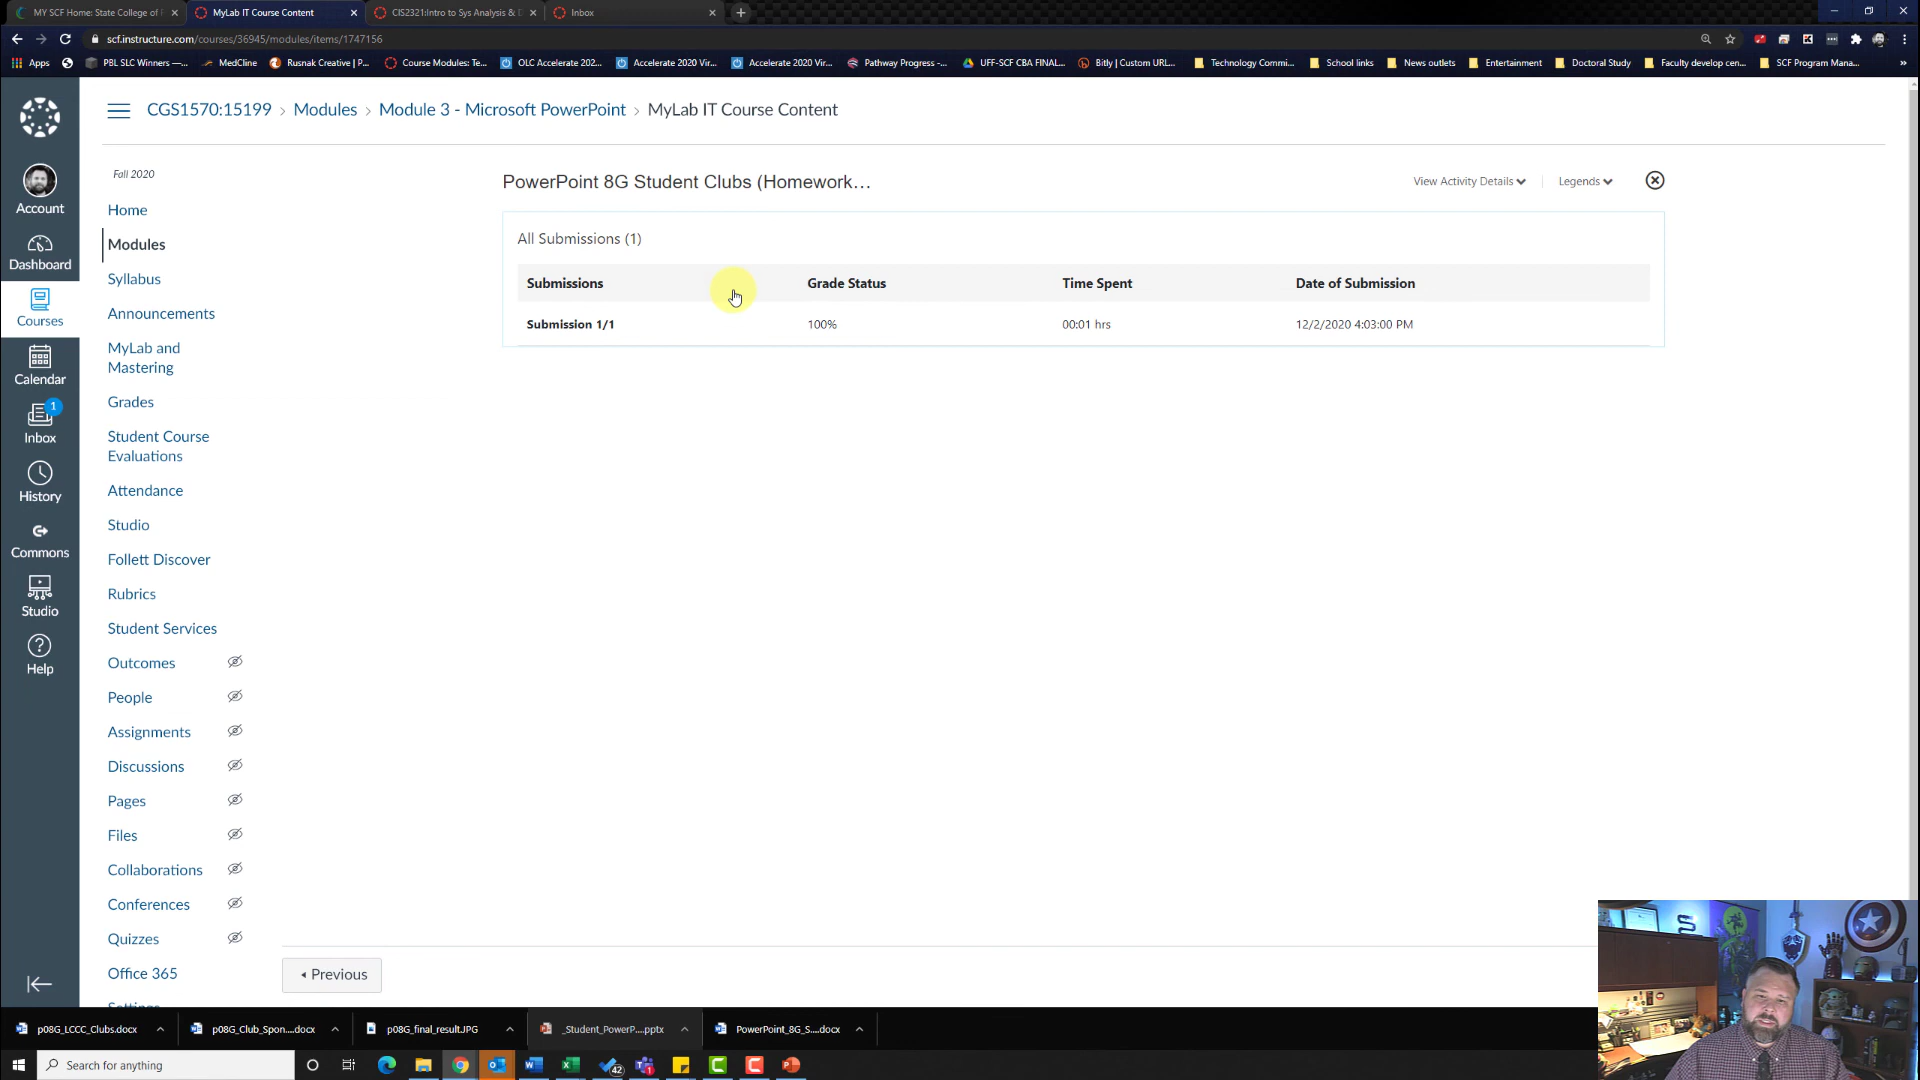 MY SCF Home: State College of
MyLab IT Course Content
CIS2321:Intro to Sys Analysis &
Inbox
scf.instructure.com/courses/36945/modules/items/1747156
Apps
PBL SLC Winners —...
MedCline
Rusnak Creative | P...
Course Modules: Te...
OLC Accelerate 202...
Accelerate 2020 Vir...
Accelerate 2020 Vir...
Pathway Progress -...
UFF-SCF CBA FINAL...
Bitly | Custom URL...
Technology Commi...
School links
News outlets
Entertainment
Doctoral Study
Faculty develop cen...
SCF Program Mana...
»
CGS1570:15199 › Modules › Module 3 - Microsoft PowerPoint › MyLab IT Course Content
Account
Dashboard
Courses
Calendar
1
Inbox
History
Commons
Studio
Help
Fall 2020
Home
Modules
Syllabus
Announcements
MyLab and
Mastering
Grades
Student Course
Evaluations
Attendance
Studio
Follett Discover
Rubrics
Student Services
Outcomes
People
Assignments
Discussions
Pages
Files
Collaborations
Conferences
Quizzes
Office 365
Settings
PowerPoint 8G Student Clubs (Homework...
View Activity Details
Legends
All Submissions (1)
Submissions Grade Status Time Spent Date of Submission
Submission 1/1 100% 00:01 hrs 12/2/2020 4:03:00 PM
Previous
p08G_LCCC_Clubs.docx
p08G_Club_Spon....docx
p08G_final_result.JPG
_Student_PowerP....pptx
PowerPoint_8G_S....docx
Search for anything
42
1